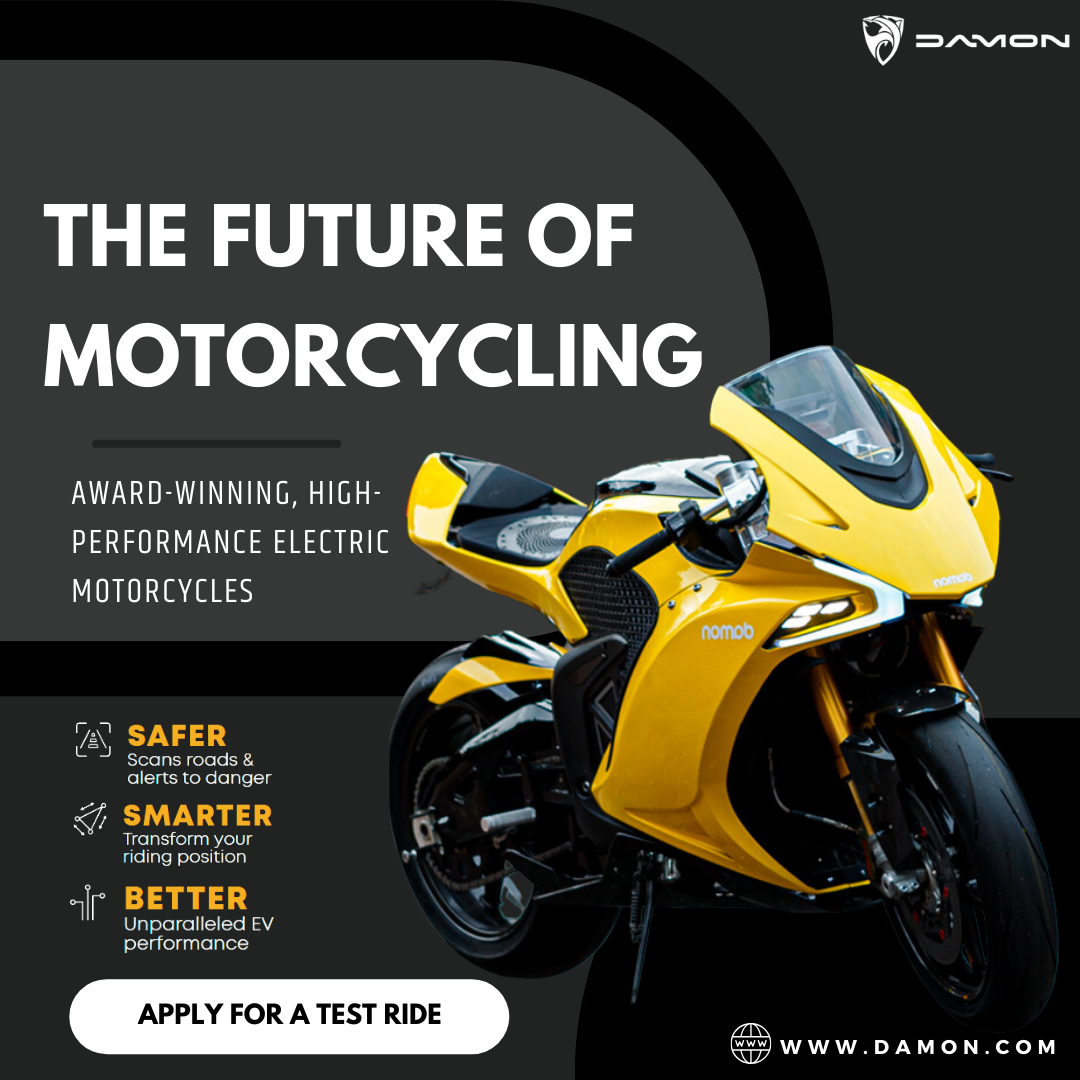 DAMON
THE FUTURE OF
MOTORCYCLING
AWARD-WINNING, HIGH-
PERFORMANCE ELECTRIC
MOTORCYCLES
nomob
nomob
SAFER
Scans roads &
alerts to danger
SMARTER
Transform your
riding position
BETTER
Unparalleled EV
performance
APPLY FOR A TEST RIDE
WWW
WWW.DAMON.COM